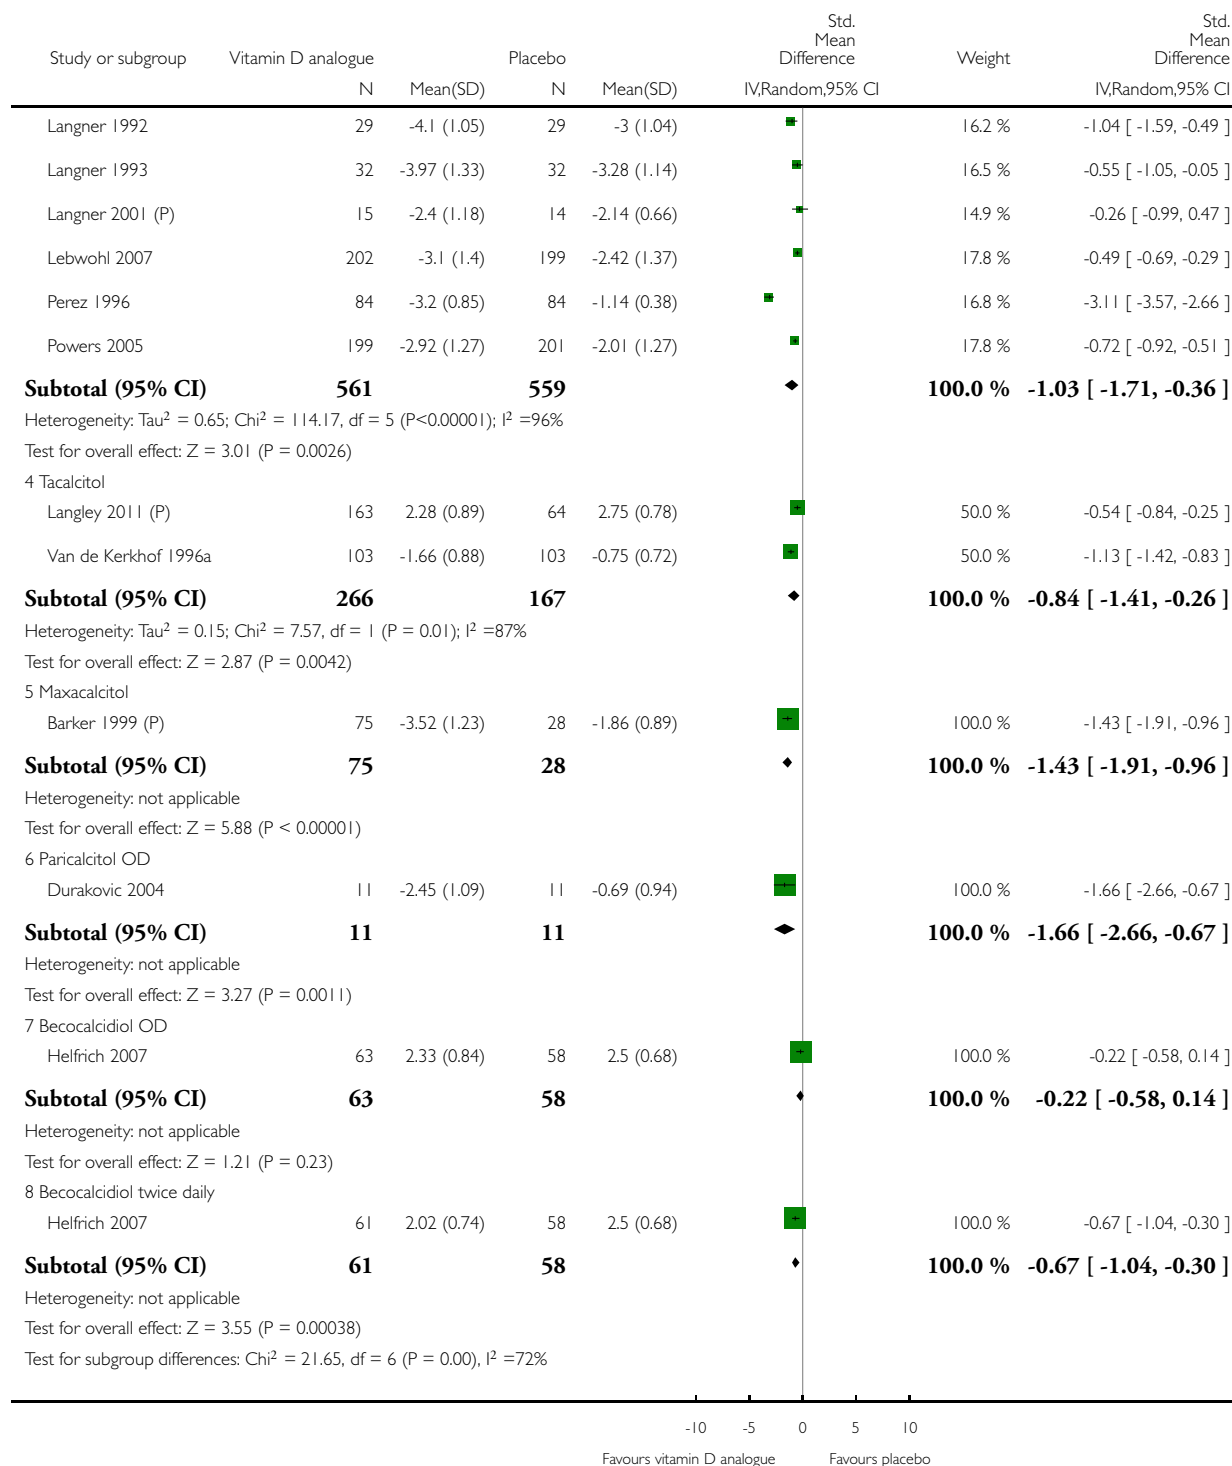 Std. Mean Difference Std. Mean Difference
Study or subgroup Vitamin D analogue Placebo Weight
N Mean(SD) N Mean(SD) IV,Random,95% CI IV,Random,95% CI
Langner 1992 29 -4.1 (1.05) 29 -3 (1.04) 16.2 % -1.04 [ -1.59, -0.49 ]
Langner 1993 32 -3.97 (1.33) 32 -3.28 (1.14) 16.5 % -0.55 [ -1.05, -0.05 ]
Langner 2001 (P) 15 -2.4 (1.18) 14 -2.14 (0.66) 14.9 % -0.26 [ -0.99, 0.47 ]
Lebwohl 2007 202 -3.1 (1.4) 199 -2.42 (1.37) 17.8 % -0.49 [ -0.69, -0.29 ]
Perez 1996 84 -3.2 (0.85) 84 -1.14 (0.38) 16.8 % -3.11 [ -3.57, -2.66 ]
Powers 2005 199 -2.92 (1.27) 201 -2.01 (1.27) 17.8 % -0.72 [ -0.92, -0.51 ]
Subtotal (95% CI) 561 559 100.0 % -1.03 [ -1.71, -0.36 ]
Heterogeneity: Tau² = 0.65; Chi² = 114.17, df = 5 (P<0.00001); I² =96%
Test for overall effect: Z = 3.01 (P = 0.0026)
4 Tacalcitol
Langley 2011 (P) 163 2.28 (0.89) 64 2.75 (0.78) 50.0 % -0.54 [ -0.84, -0.25 ]
Van de Kerkhof 1996a 103 -1.66 (0.88) 103 -0.75 (0.72) 50.0 % -1.13 [ -1.42, -0.83 ]
Subtotal (95% CI) 266 167 100.0 % -0.84 [ -1.41, -0.26 ]
Heterogeneity: Tau² = 0.15; Chi² = 7.57, df = 1 (P = 0.01); I² =87%
Test for overall effect: Z = 2.87 (P = 0.0042)
5 Maxacalcitol
Barker 1999 (P) 75 -3.52 (1.23) 28 -1.86 (0.89) 100.0 % -1.43 [ -1.91, -0.96 ]
Subtotal (95% CI) 75 28 100.0 % -1.43 [ -1.91, -0.96 ]
Heterogeneity: not applicable
Test for overall effect: Z = 5.88 (P < 0.00001)
6 Paricalcitol OD
Durakovic 2004 11 -2.45 (1.09) 11 -0.69 (0.94) 100.0 % -1.66 [ -2.66, -0.67 ]
Subtotal (95% CI) 11 11 100.0 % -1.66 [ -2.66, -0.67 ]
Heterogeneity: not applicable
Test for overall effect: Z = 3.27 (P = 0.0011)
7 Becocalcidiol OD
Helfrich 2007 63 2.33 (0.84) 58 2.5 (0.68) 100.0 % -0.22 [ -0.58, 0.14 ]
Subtotal (95% CI) 63 58 100.0 % -0.22 [ -0.58, 0.14 ]
Heterogeneity: not applicable
Test for overall effect: Z = 1.21 (P = 0.23)
8 Becocalcidiol twice daily
Helfrich 2007 61 2.02 (0.74) 58 2.5 (0.68) 100.0 % -0.67 [ -1.04, -0.30 ]
Subtotal (95% CI) 61 58 100.0 % -0.67 [ -1.04, -0.30 ]
Heterogeneity: not applicable
Test for overall effect: Z = 3.55 (P = 0.00038)
Test for subgroup differences: Chi² = 21.65, df = 6 (P = 0.00), I² =72%
-10 -5 0 5 10
Favours vitamin D analogue Favours placebo